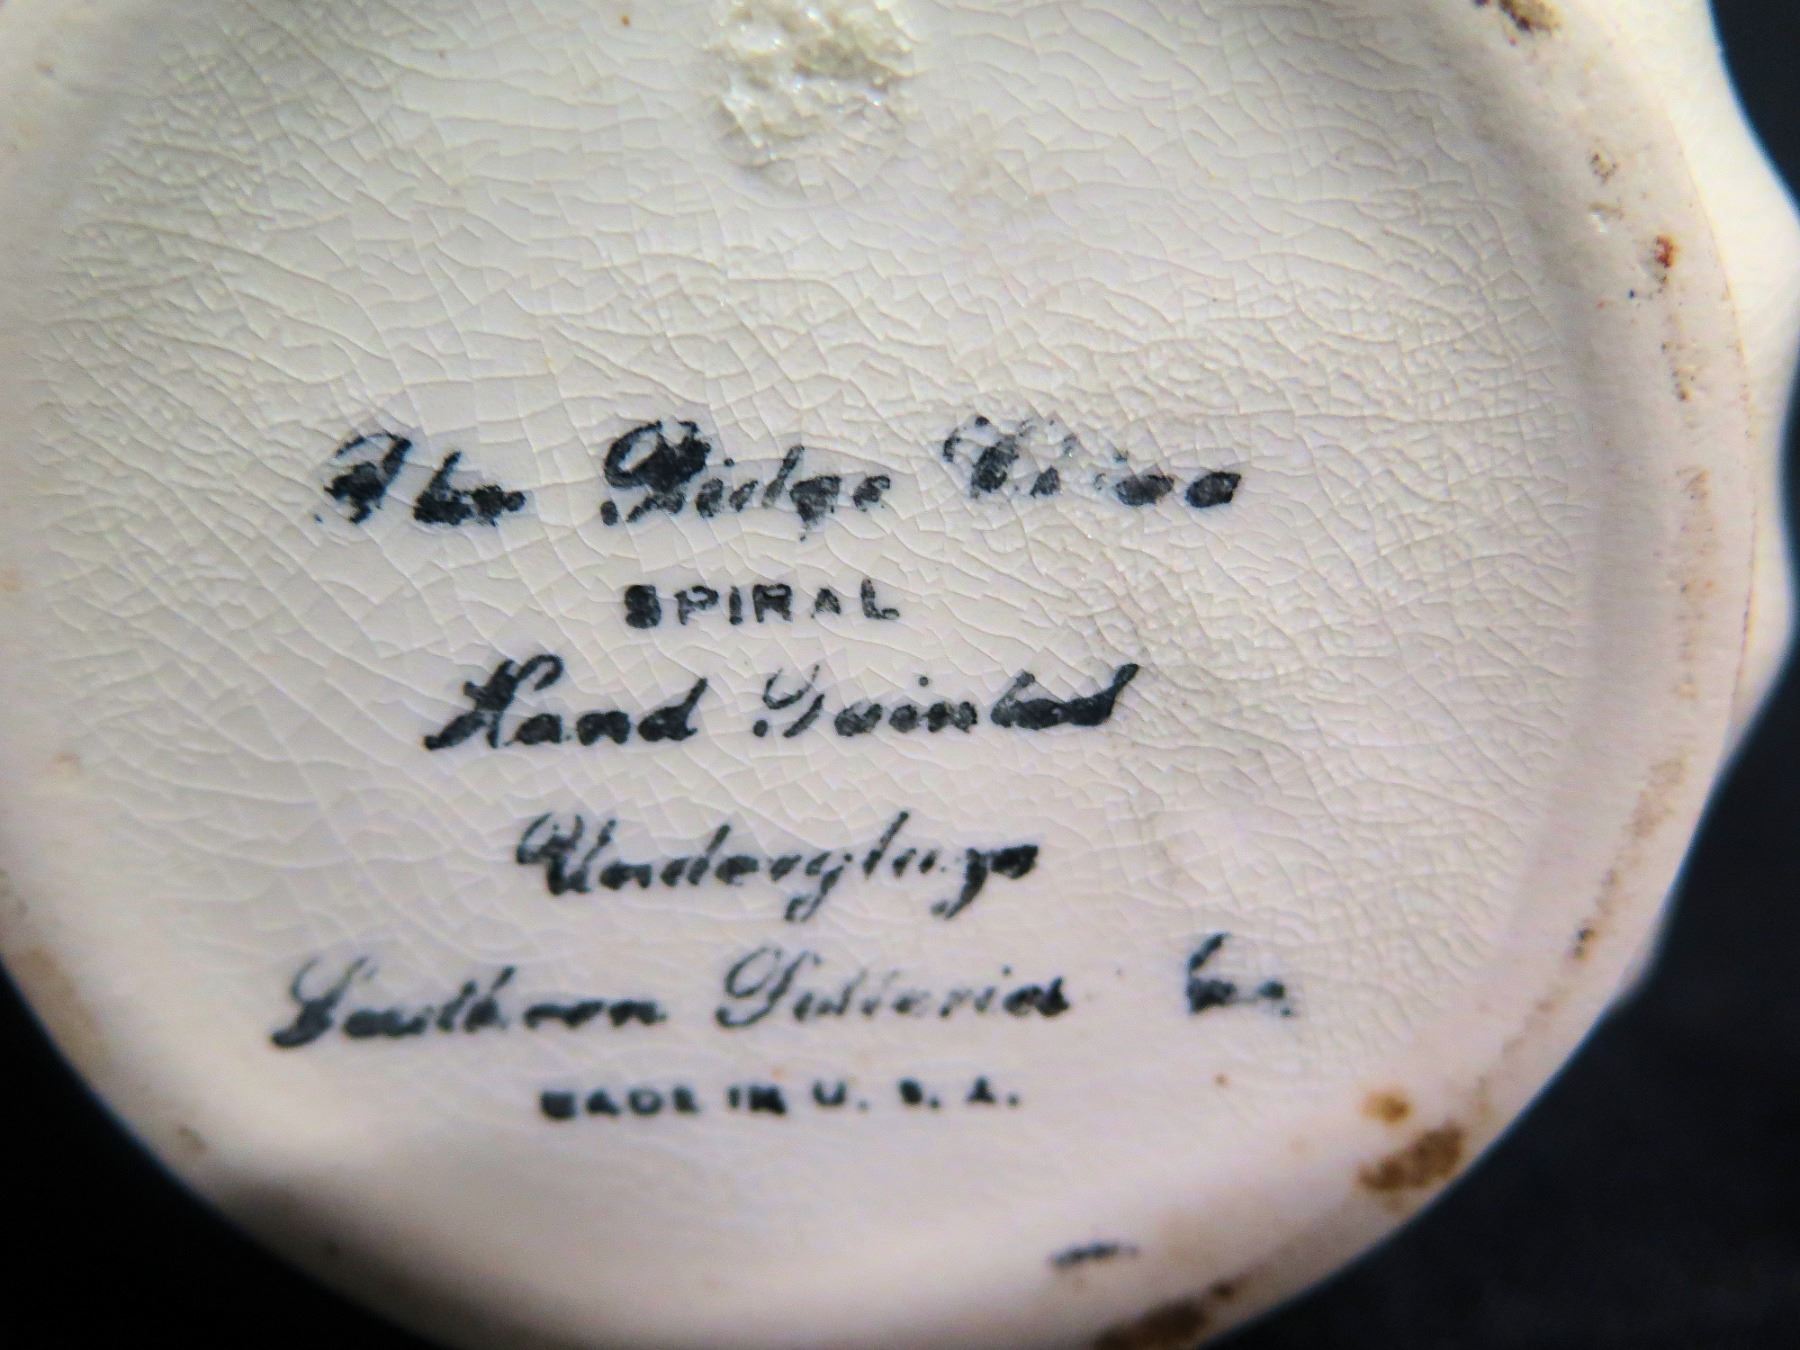 Blue Ridge China
SPIRAL
Hand Painted
Underglaze
Southern Potteries Inc.
MADE IN U. S. A.